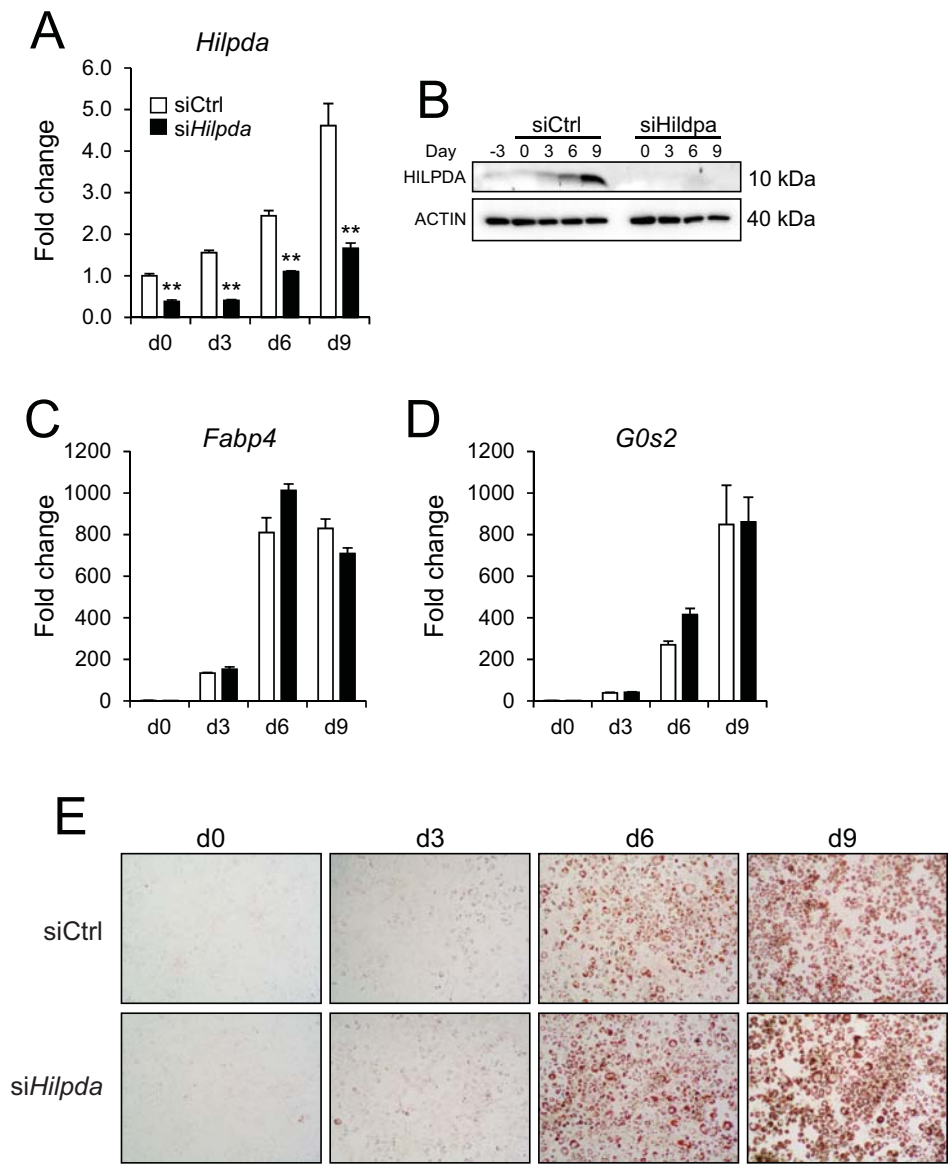 A
Hilpda
Fold change
6.0
5.0
4.0
3.0
2.0
1.0
0.0
siCtrl
siHilpda
**
**
**
**
d0 d3 d6 d9
B
siCtrl siHildpa
Day -3 0 3 6 9 0 3 6 9
HILPDA 10 kDa
ACTIN 40 kDa
C
Fabp4
Fold change
1200
1000
800
600
400
200
0
d0 d3 d6 d9
D
G0s2
Fold change
1200
1000
800
600
400
200
0
d0 d3 d6 d9
E
d0 d3 d6 d9
siCtrl
siHilpda